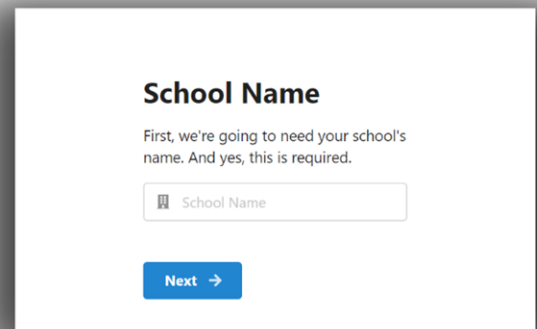 School Name
First, we're going to need your school's
name. And yes, this is required.
School Name
Next